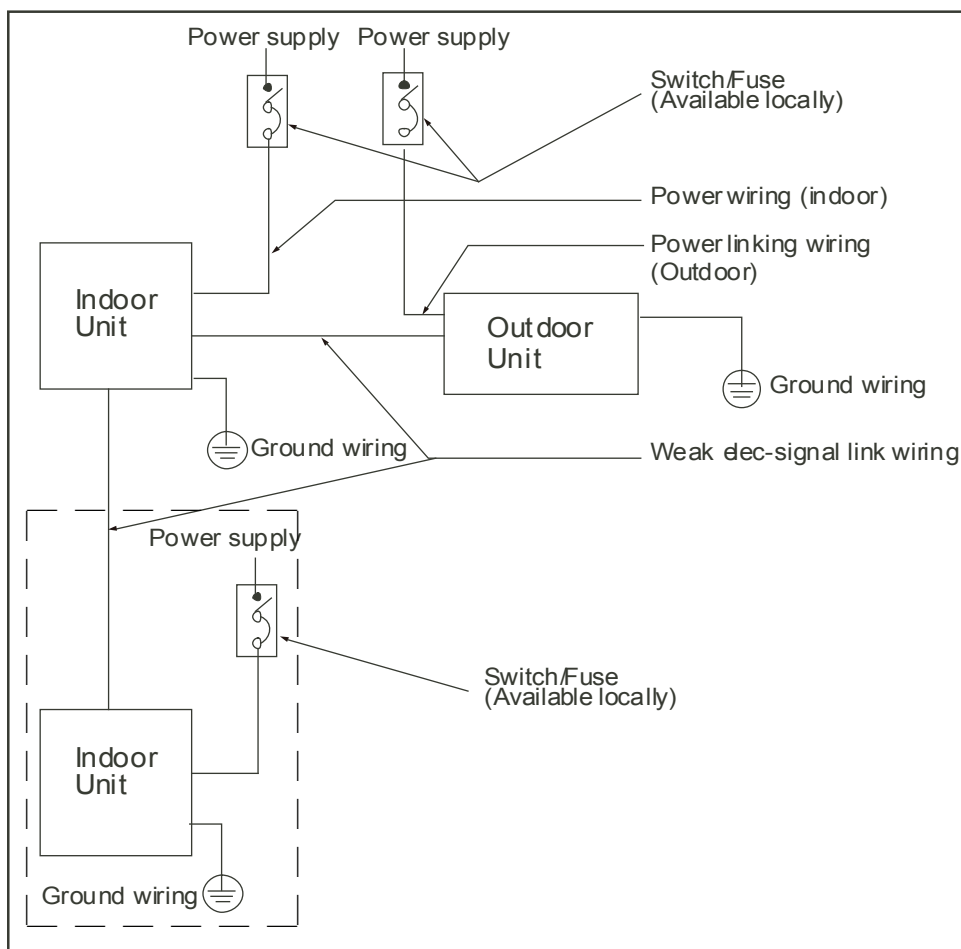 Power supply
Power supply
Switch/Fuse
(Available locally)
Power wiring (indoor)
Power linking wiring
(Outdoor)
Indoor
Unit
Outdoor
Unit
Ground wiring
Ground wiring
Weak elec-signal link wiring
Power supply
Switch/Fuse
(Available locally)
Indoor
Unit
Ground wiring